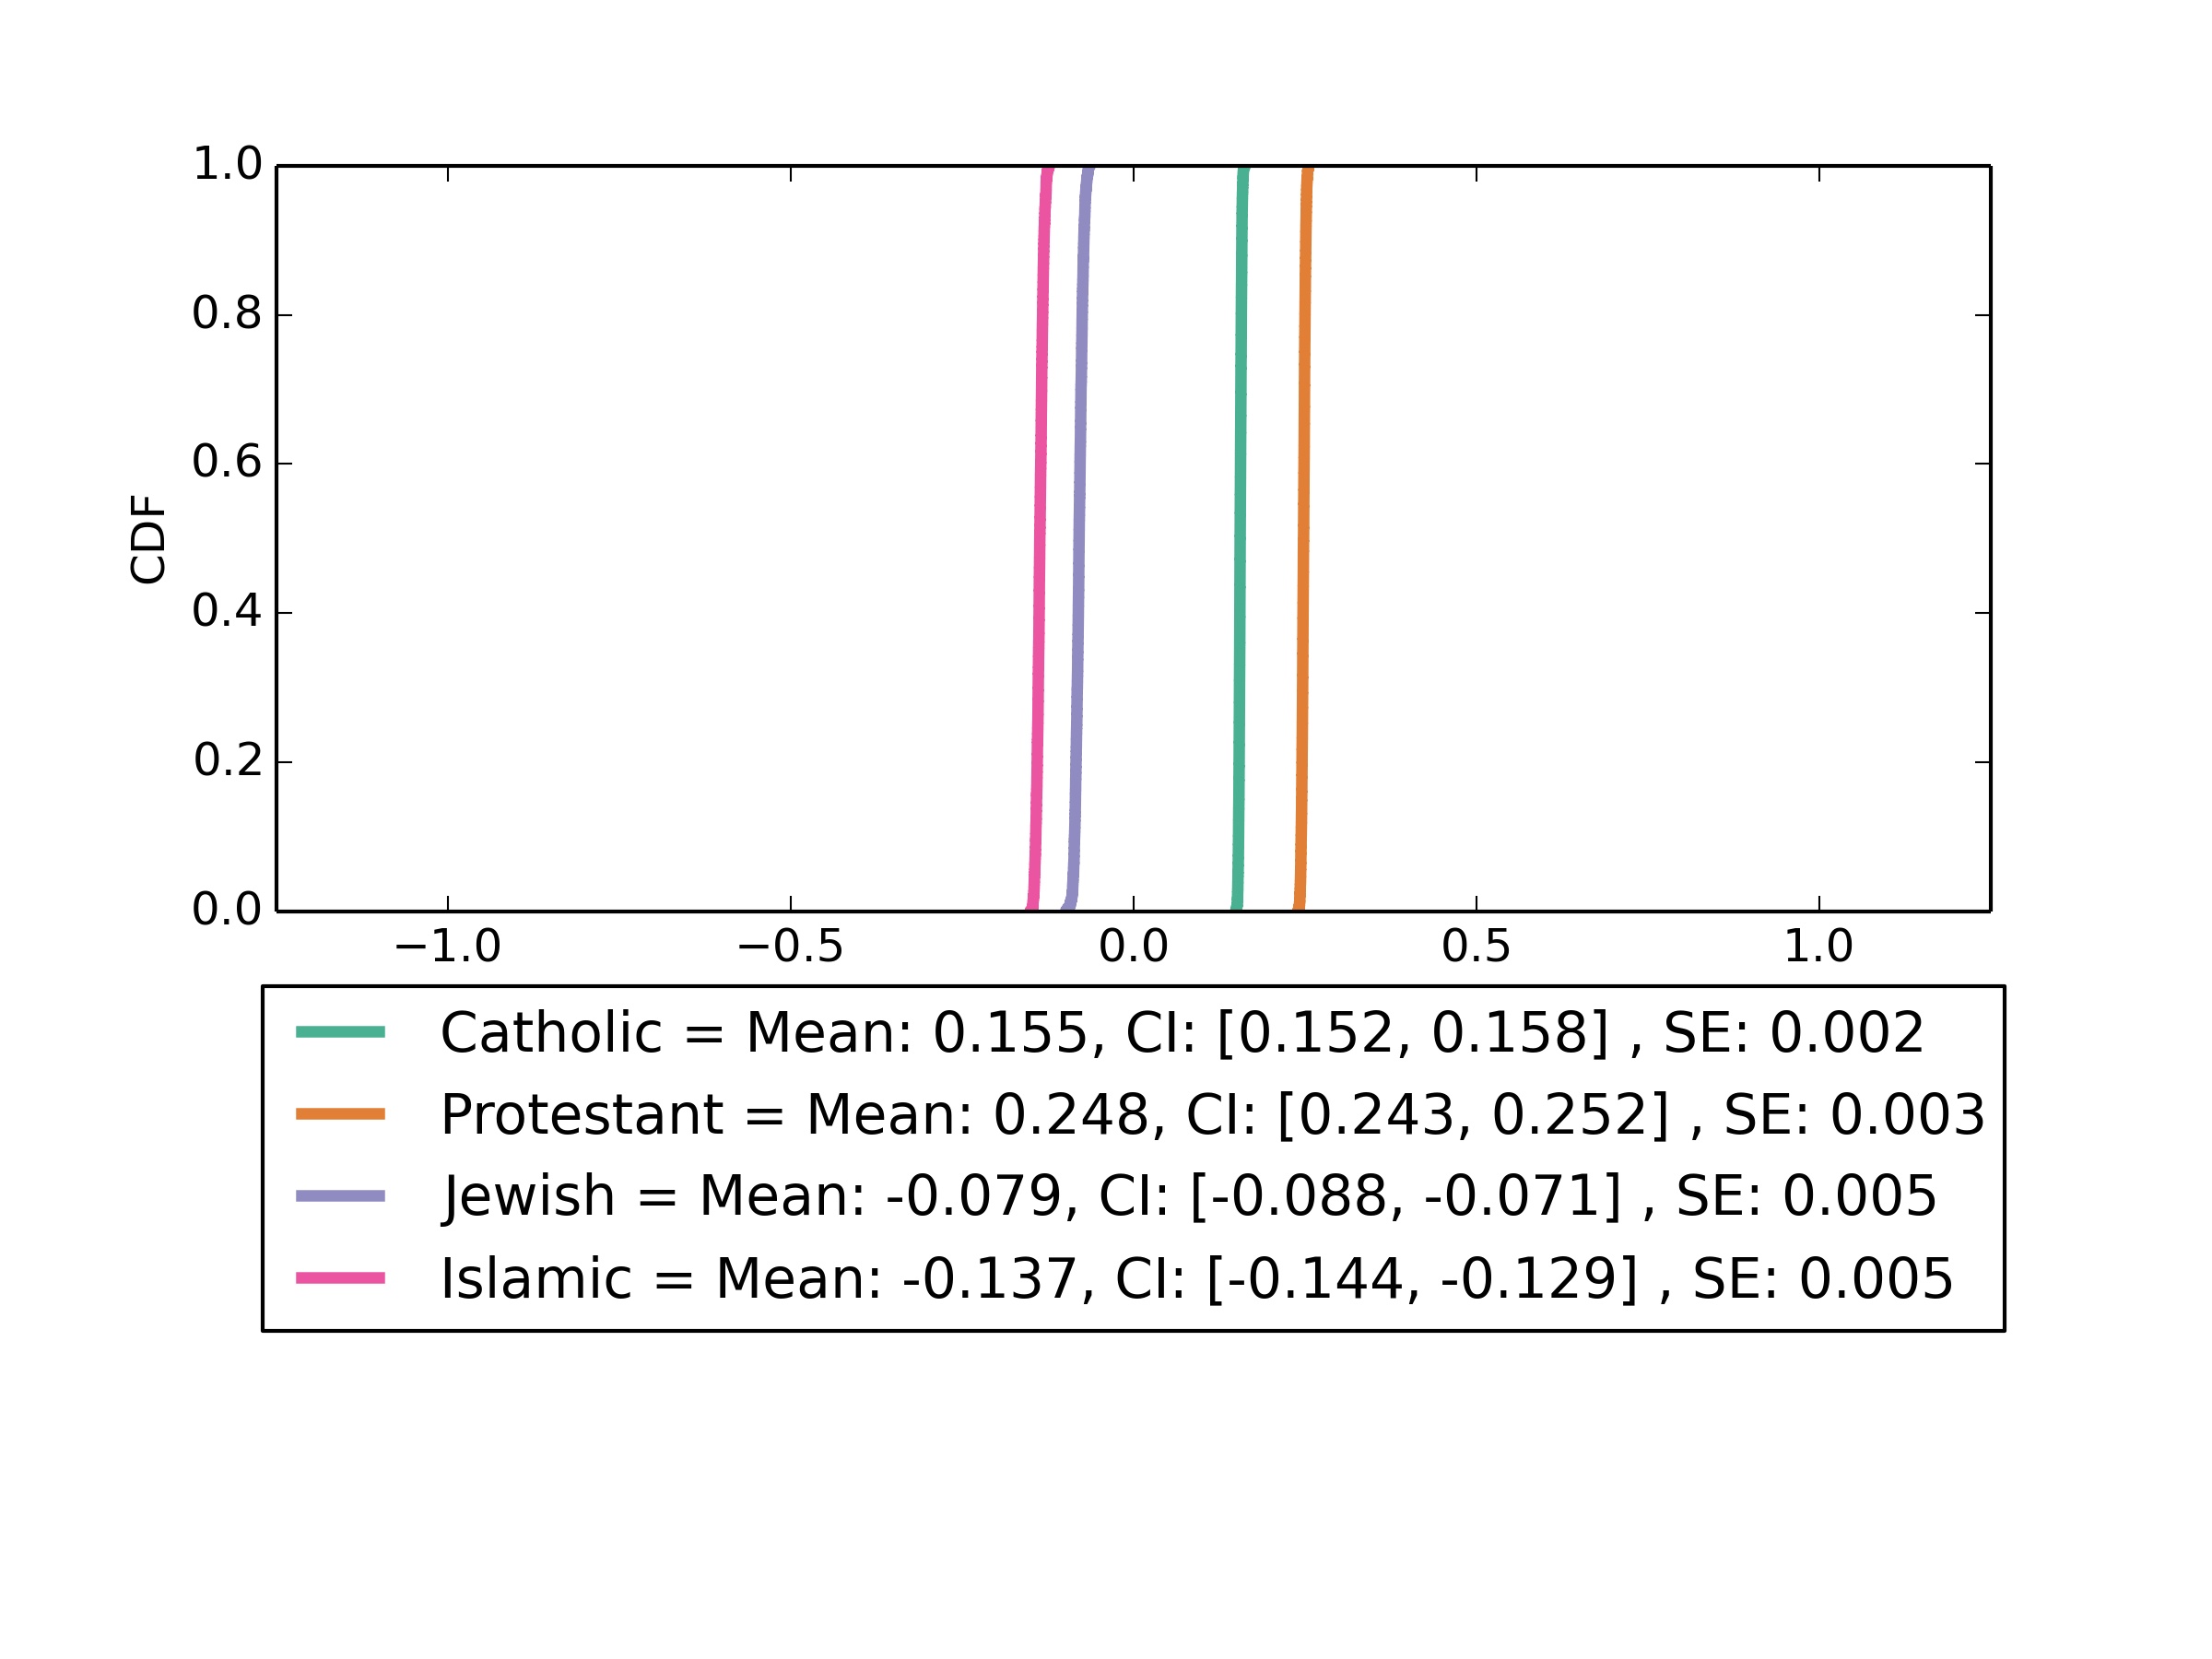 1.0
0.8
0.6
0.4
0.2
0.0
CDF
−1.0 −0.5 0.0 0.5 1.0
Catholic = Mean: 0.155, CI: [0.152, 0.158] , SE: 0.002
Protestant = Mean: 0.248, CI: [0.243, 0.252] , SE: 0.003
Jewish = Mean: -0.079, CI: [-0.088, -0.071] , SE: 0.005
Islamic = Mean: -0.137, CI: [-0.144, -0.129] , SE: 0.005